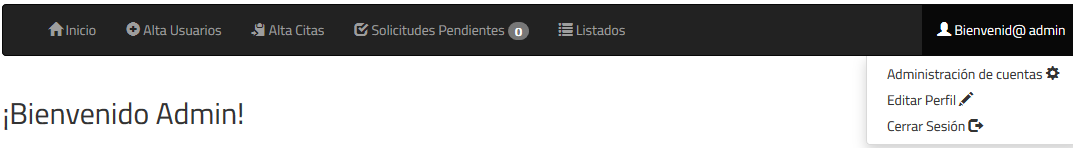 Inicio Alta Usuarios Alta Citas Solicitudes Pendientes 0 Listados Bienvenid@ admin
Administración de cuentas
Editar Perfil
Cerrar Sesión
¡Bienvenido Admin!